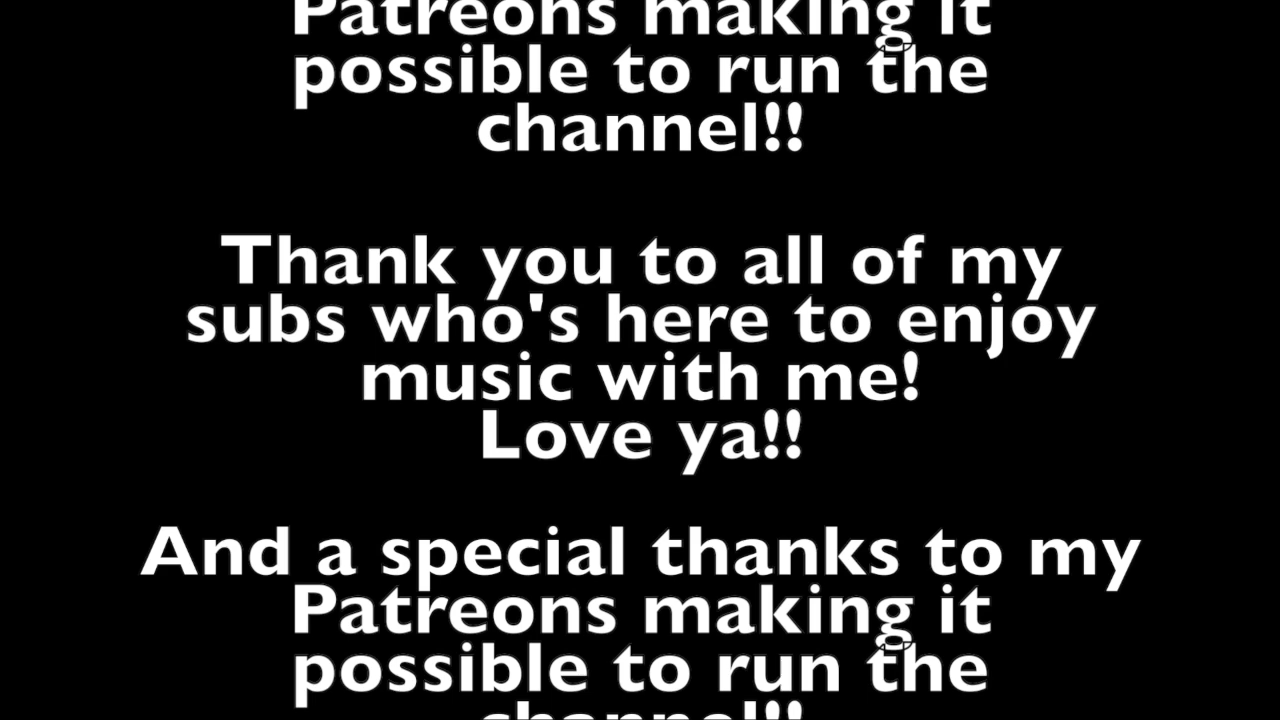 Patreons making it
possible to run the
channel!!
Thank you to all of my
subs who's here to enjoy
music with me!
Love ya!!
And a special thanks to my
Patreons making it
possible to run the
channel!!